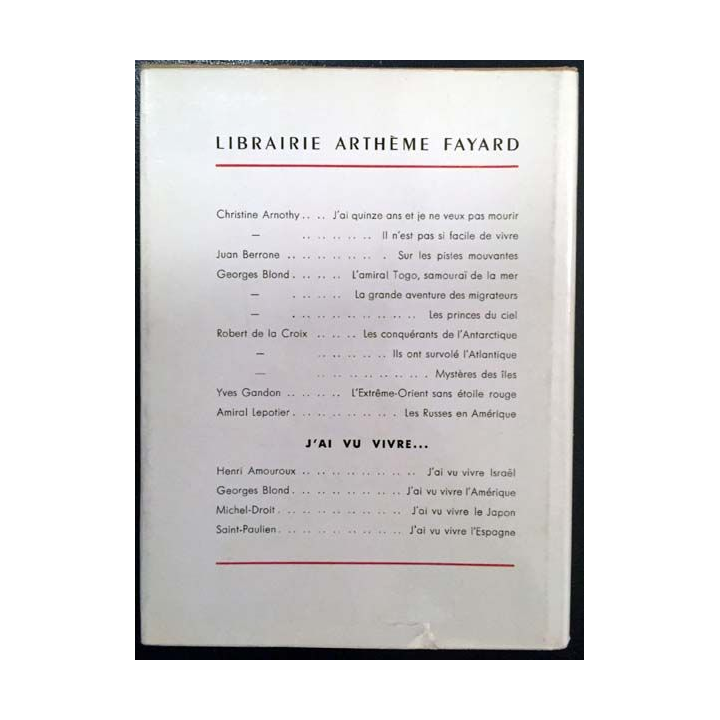 LIBRAIRIE ARTHÈME FAYARD
Christine Arnothy .. .. J'ai quinze ans et je ne veux pas mourir
— .. .. .. .. .. Il n'est pas si facile de vivre
Juan Berrone .. .. .. .. .. . Sur les pistes mouvantes
Georges Blond . .. .. .. L'amiral Togo, samouraï de la mer
— . .. .. .. La grande aventure des migrateurs
— . .. .. .. .. .. .. .. Les princes du ciel
Robert de la Croix .. .. .. Les conquérants de l'Antarctique
— .. .. .. .. .. Ils ont survolé l'Atlantique
— .. .. .. .. .. .. .. . Mystères des îles
Yves Gandon .. .. .. .. L'Extrême-Orient sans étoile rouge
Amiral Lepotier. .. .. .. .. .. .. . Les Russes en Amérique
J'AI VU VIVRE...
Henri Amouroux .. .. .. .. .. .. .. .. J'ai vu vivre Israël
Georges Blond . .. .. .. .. .. .. .. J'ai vu vivre l'Amérique
Michel-Droit. .. .. .. .. .. .. .. .. J'ai vu vivre le Japon
Saint-Paulien. .. .. .. .. .. .. .. .. J'ai vu vivre l'Espagne